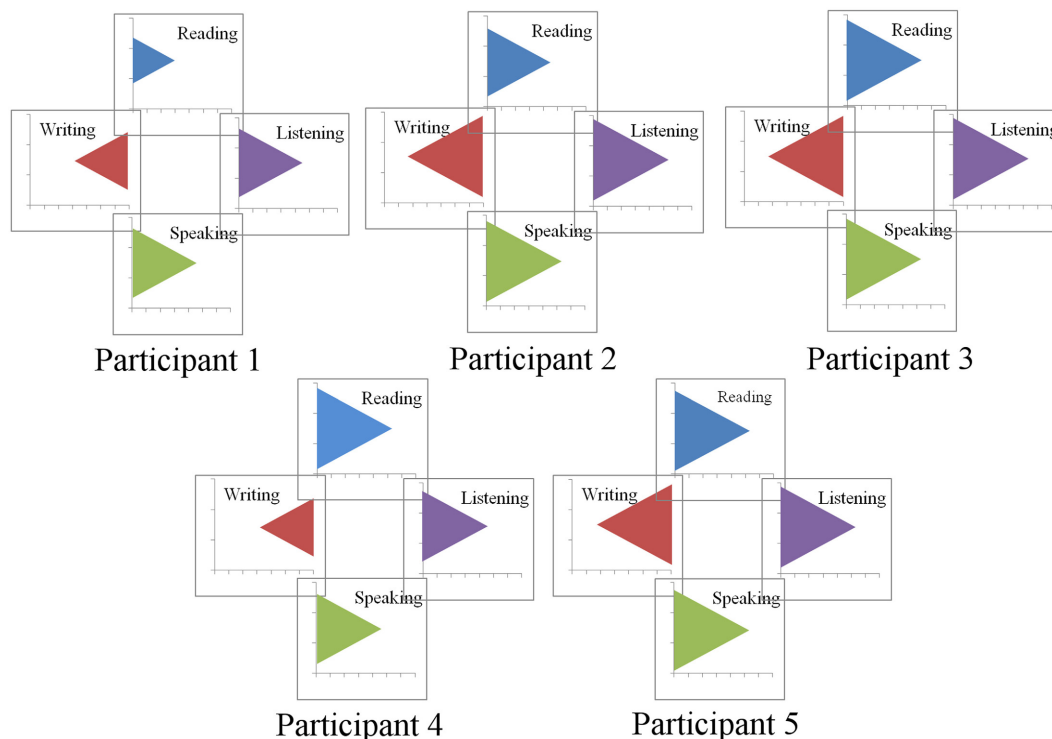 Reading
Writing
Listening
Speaking
Participant 1
Reading
Writing
Listening
Speaking
Participant 2
Reading
Writing
Listening
Speaking
Participant 3
Reading
Writing
Listening
Speaking
Participant 4
Reading
Writing
Listening
Speaking
Participant 5